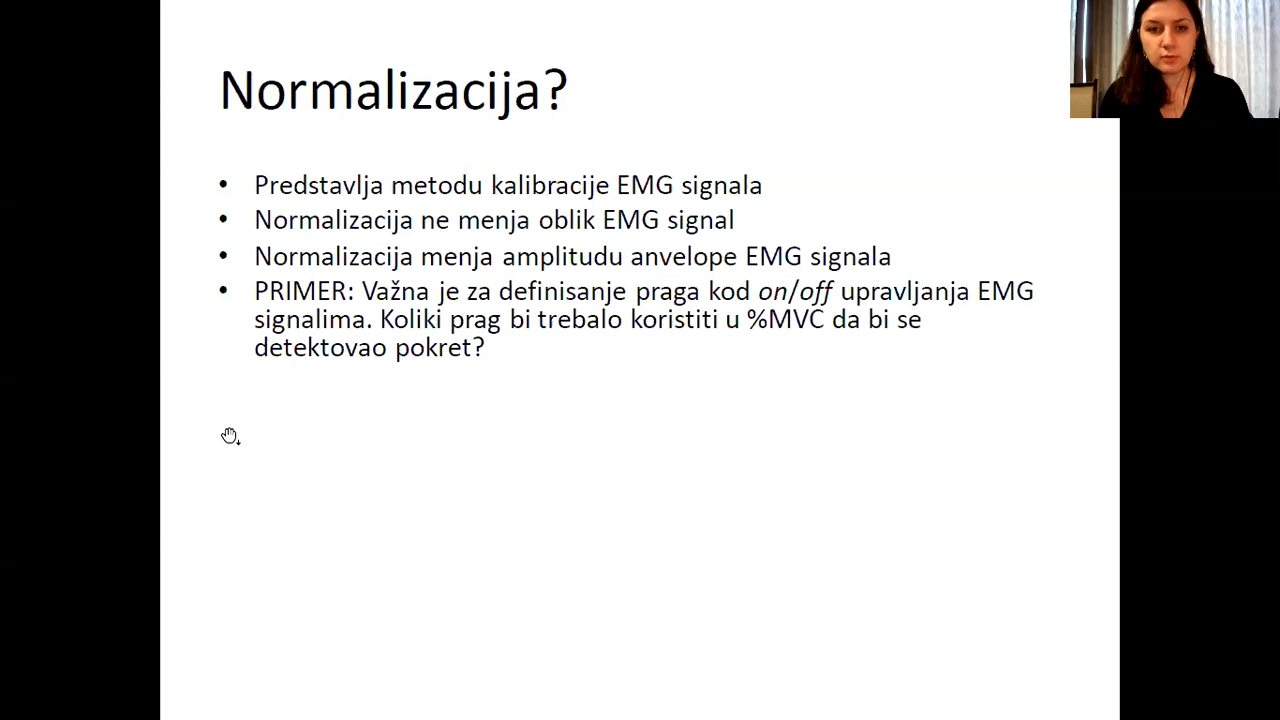 Normalizacija?
• Predstavlja metodu kalibracije EMG signala
• Normalizacija ne menja oblik EMG signal
• Normalizacija menja amplitudu anvelope EMG signala
• PRIMER: Važna je za definisanje praga kod on/off upravljanja EMG
signalima. Koliki prag bi trebalo koristiti u %MVC da bi se
detektovao pokret?